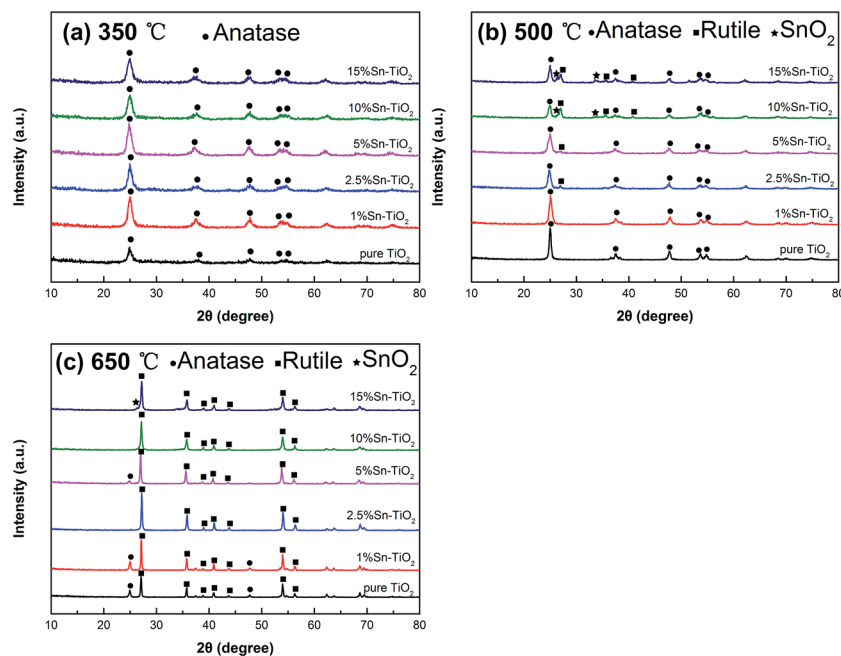 (a) 350 ℃ ●Anatase
15%Sn-TiO2
10%Sn-TiO2
5%Sn-TiO2
2.5%Sn-TiO2
1%Sn-TiO2
pure TiO2
Intensity (a.u.)
10 20 30 40 50 60 70 80
2θ (degree)
(b) 500 ℃ ●Anatase ■Rutile ★SnO2
15%Sn-TiO2
10%Sn-TiO2
5%Sn-TiO2
2.5%Sn-TiO2
1%Sn-TiO2
pure TiO2
Intensity (a.u.)
10 20 30 40 50 60 70 80
2θ (degree)
(c) 650 ℃ ●Anatase ■Rutile ★SnO2
15%Sn-TiO2
10%Sn-TiO2
5%Sn-TiO2
2.5%Sn-TiO2
1%Sn-TiO2
pure TiO2
Intensity (a.u.)
10 20 30 40 50 60 70 80
2θ (degree)